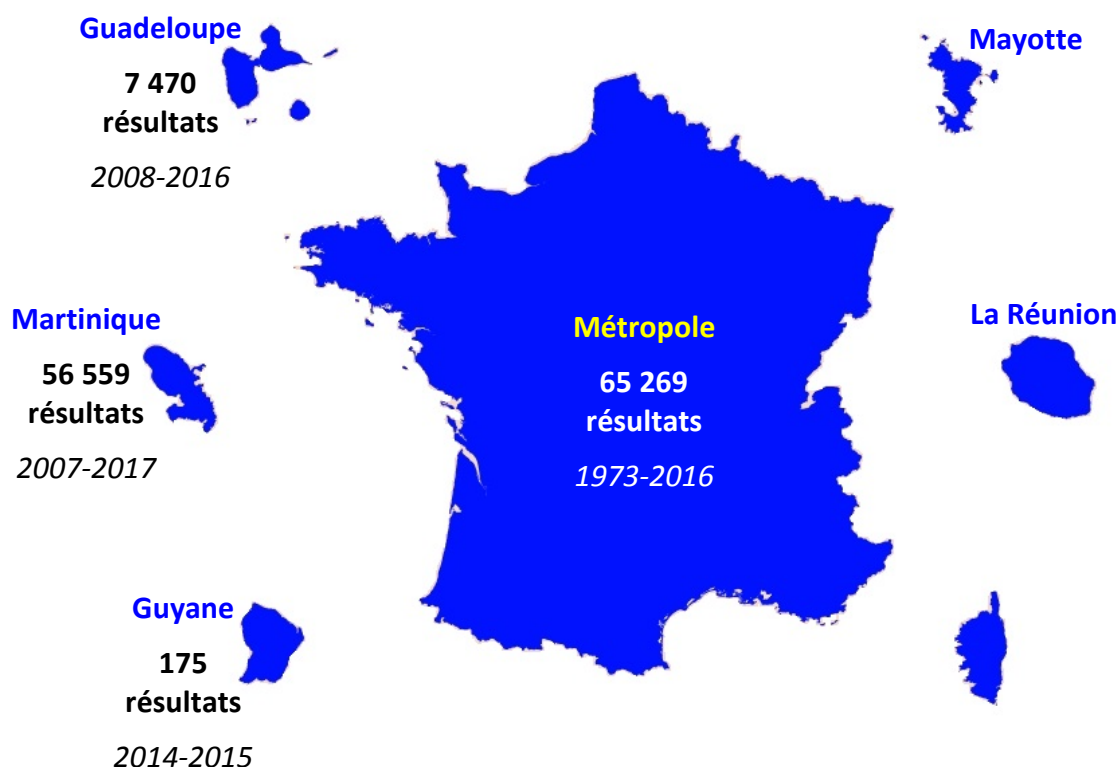 Guadeloupe
7 470
résultats
2008-2016
Mayotte
Martinique
56 559
résultats
2007-2017
Métropole
65 269
résultats
1973-2016
La Réunion
Guyane
175
résultats
2014-2015